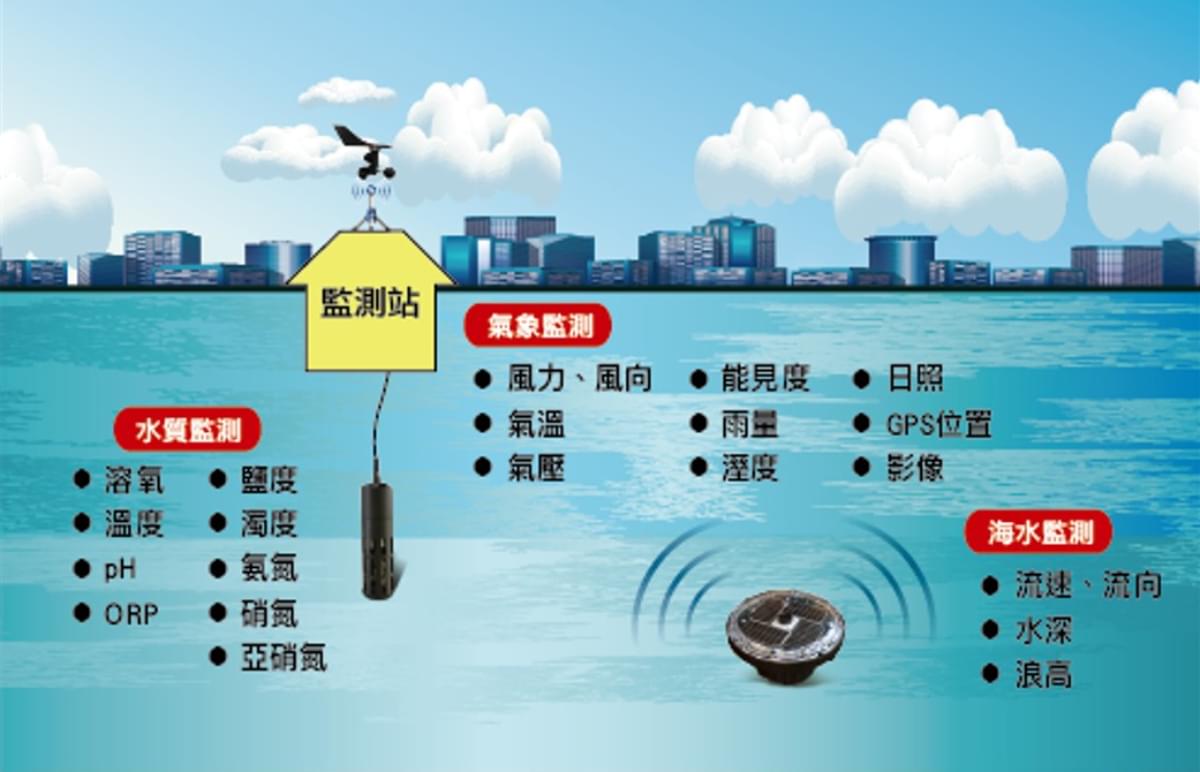 監測站
氣象監測
● 風力、風向
● 氣溫
● 氣壓
● 能見度
● 雨量
● 溼度
● 日照
● GPS位置
● 影像
水質監測
● 溶氧
● 溫度
● pH
● ORP
● 鹽度
● 濁度
● 氨氮
● 硝氮
● 亞硝氮
海水監測
● 流速、流向
● 水深
● 浪高